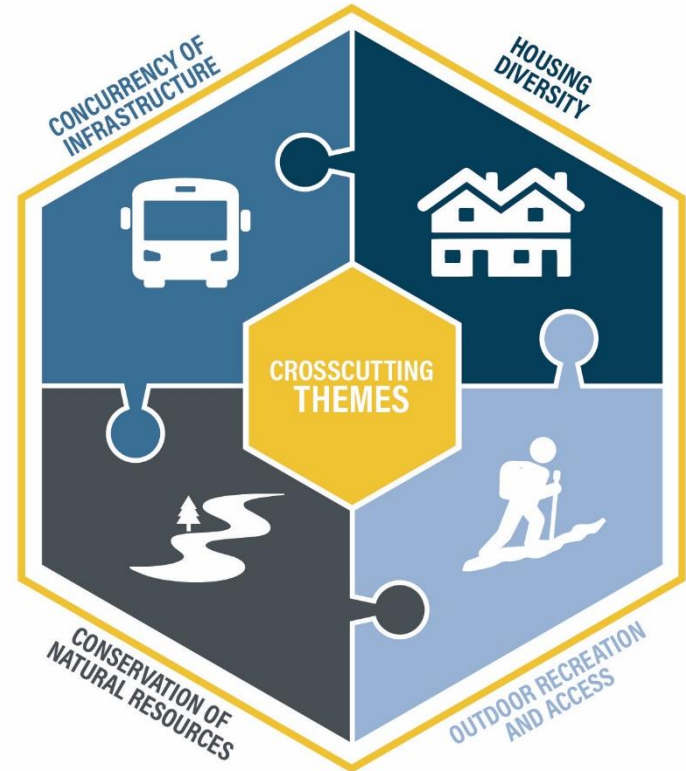 CONCURRENCY OF
INFRASTRUCTURE
HOUSING
DIVERSITY
CROSSCUTTING
THEMES
CONSERVATION OF
NATURAL RESOURCES
OUTDOOR RECREATION
AND ACCESS